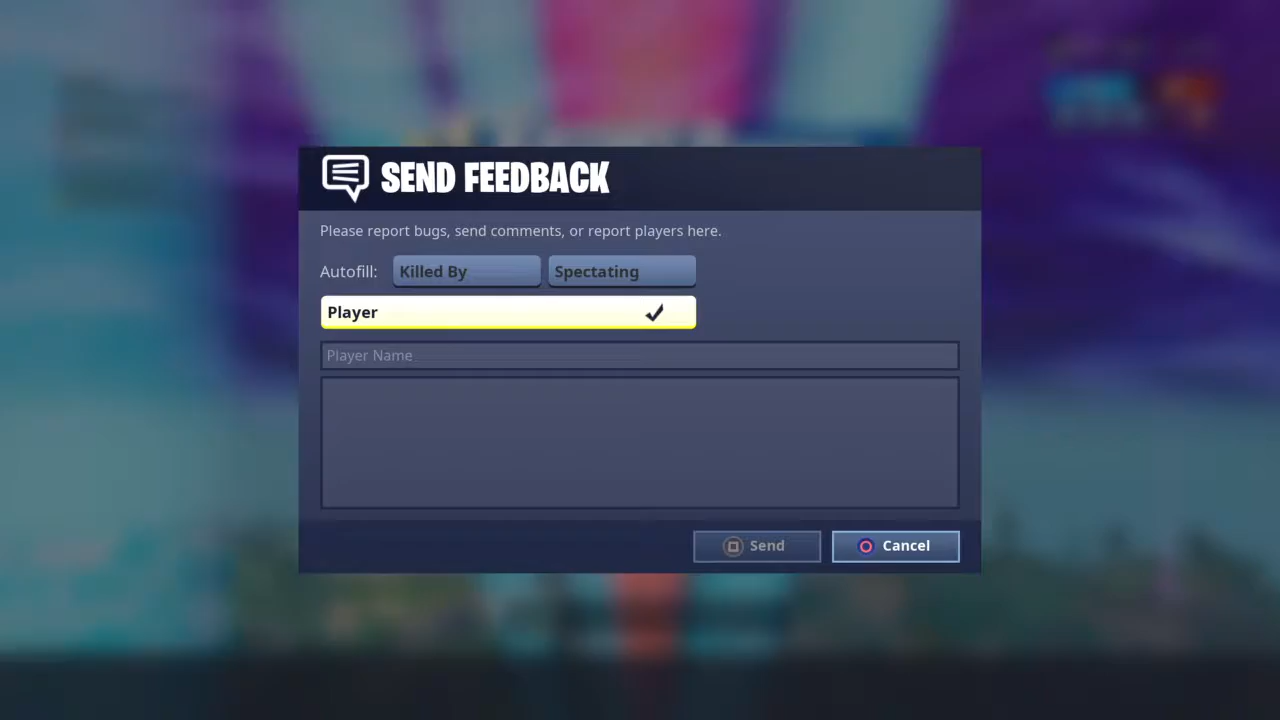 SEND FEEDBACK
Please report bugs, send comments, or report players here.
Autofill: Killed By Spectating
Player
Player Name
Send Cancel